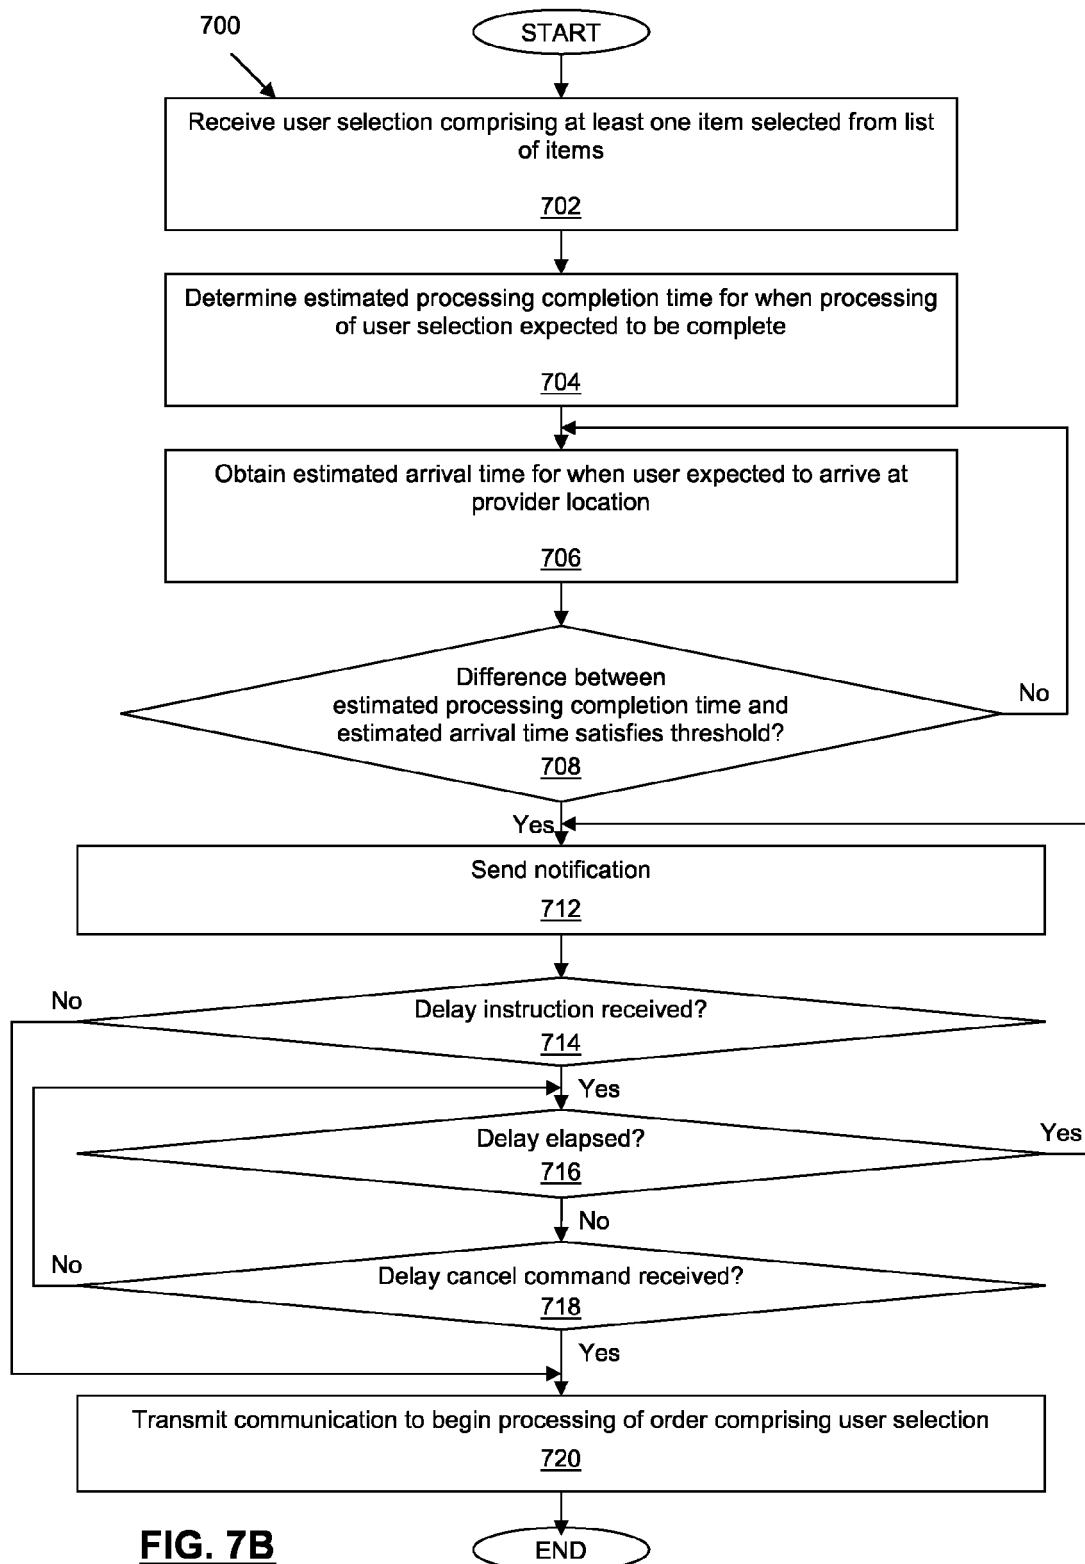 700
START
Receive user selection comprising at least one item selected from list
of items
702
Determine estimated processing completion time for when processing
of user selection expected to be complete
704
Obtain estimated arrival time for when user expected to arrive at
provider location
706
Difference between
estimated processing completion time and
estimated arrival time satisfies threshold?
708
No
Yes
Send notification
712
No
Delay instruction received?
714
Yes
Delay elapsed?
716
Yes
No
No
Delay cancel command received?
718
Yes
Transmit communication to begin processing of order comprising user selection
720
FIG. 7B
END